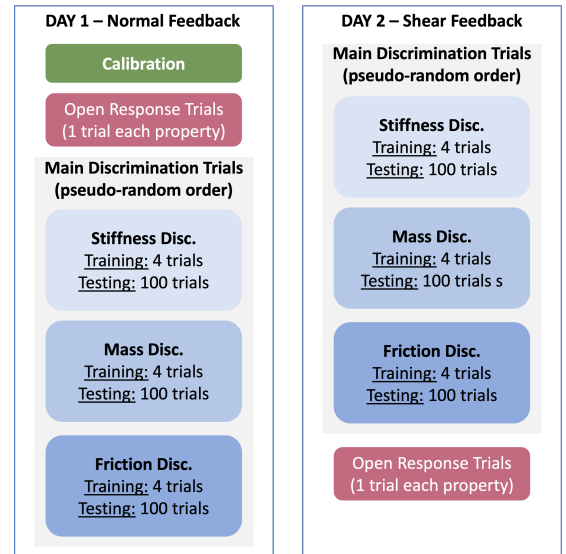 DAY 1 – Normal Feedback
Calibration
Open Response Trials
(1 trial each property)
Main Discrimination Trials
(pseudo-random order)
Stiffness Disc.
Training: 4 trials
Testing: 100 trials
Mass Disc.
Training: 4 trials
Testing: 100 trials
Friction Disc.
Training: 4 trials
Testing: 100 trials
DAY 2 – Shear Feedback
Main Discrimination Trials
(pseudo-random order)
Stiffness Disc.
Training: 4 trials
Testing: 100 trials
Mass Disc.
Training: 4 trials
Testing: 100 trials s
Friction Disc.
Training: 4 trials
Testing: 100 trials
Open Response Trials
(1 trial each property)